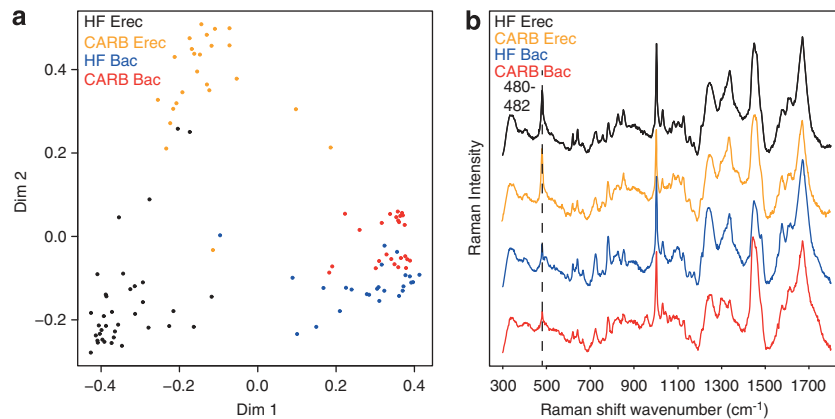 a
HF Erec
CARB Erec
HF Bac
CARB Bac
Dim 2
0.4
0.2
0.0
−0.2
−0.4 −0.2 0.0 0.2 0.4
Dim 1
b
HF Erec
CARB Erec
HF Bac
CARB Bac
480-
482
Raman Intensity
300 500 700 900 1100 1300 1500 1700
Raman shift wavenumber (cm⁻¹)